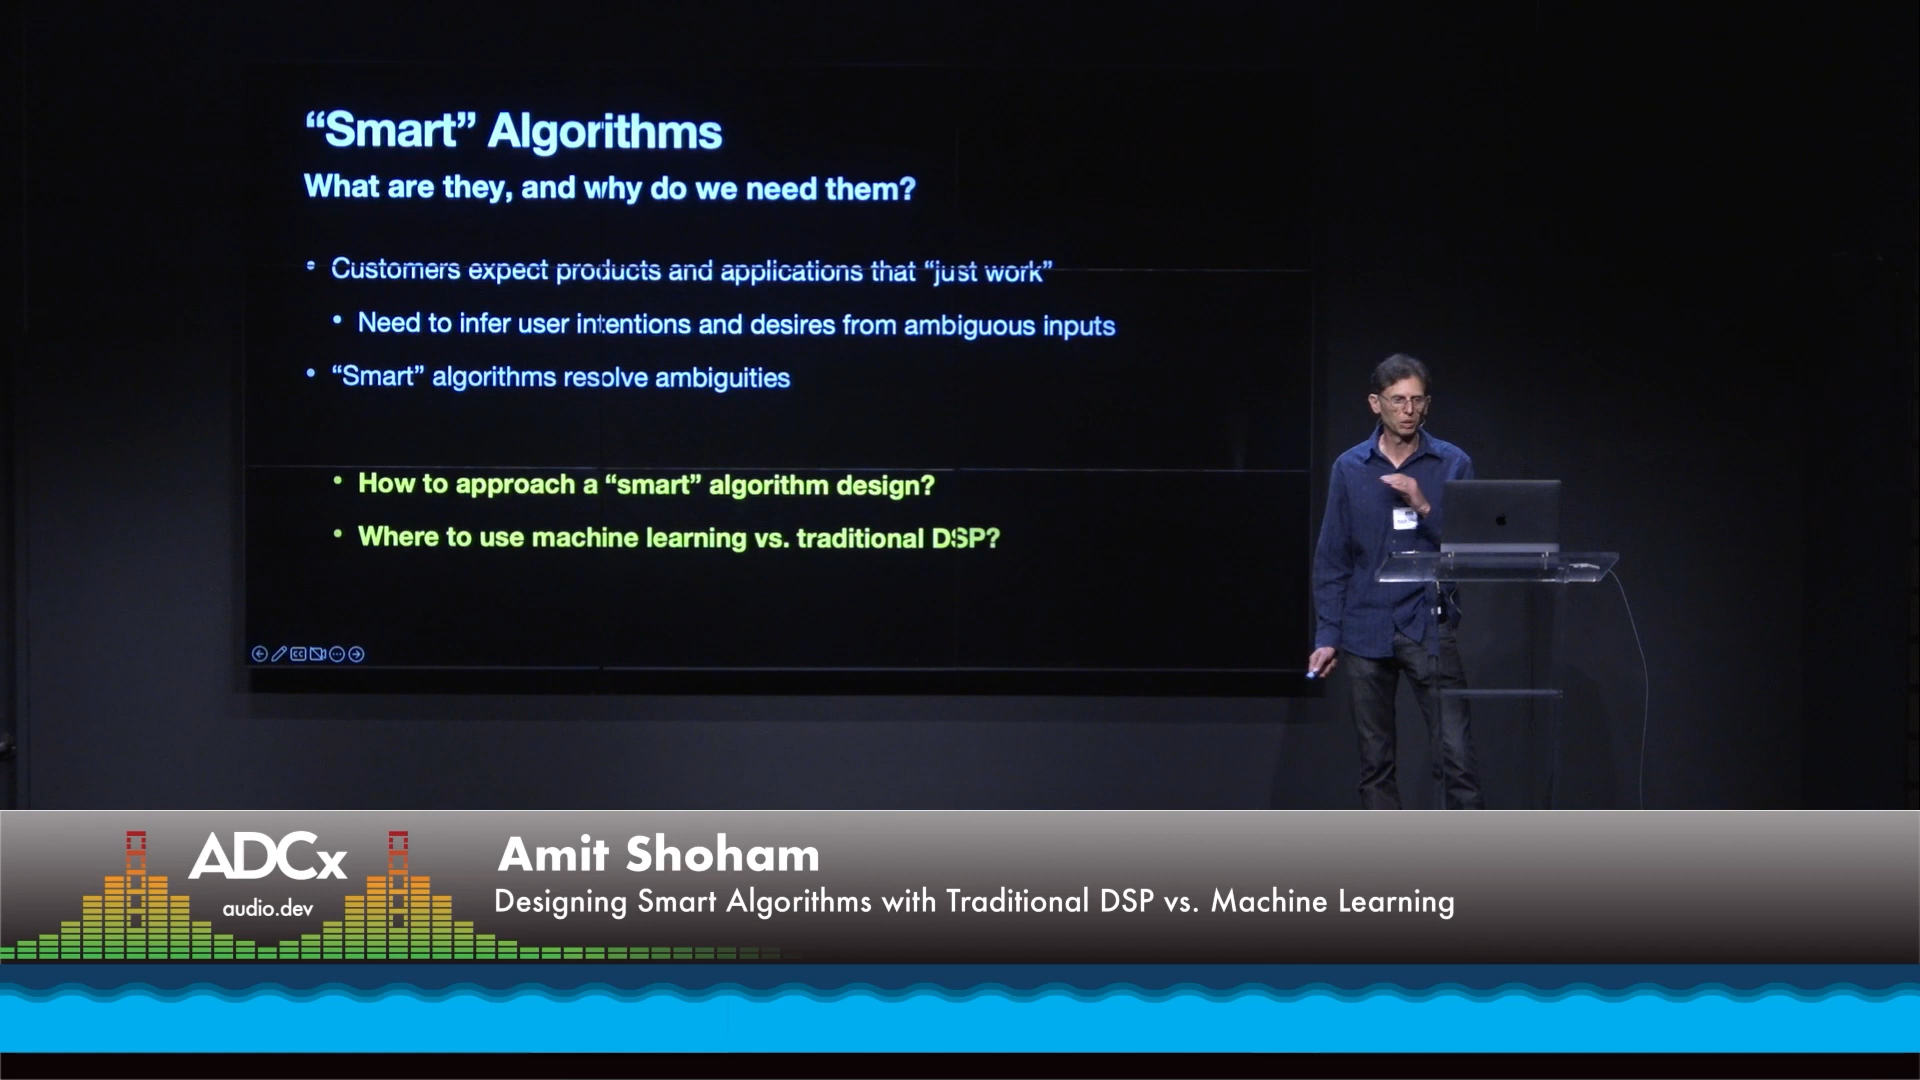 “Smart” Algorithms
What are they, and why do we need them?
• Customers expect products and applications that “just work”
• Need to infer user intentions and desires from ambiguous inputs
• “Smart” algorithms resolve ambiguities
• How to approach a “smart” algorithm design?
• Where to use machine learning vs. traditional DSP?
CC
ADCx
audio.dev
Amit Shoham
Designing Smart Algorithms with Traditional DSP vs. Machine Learning